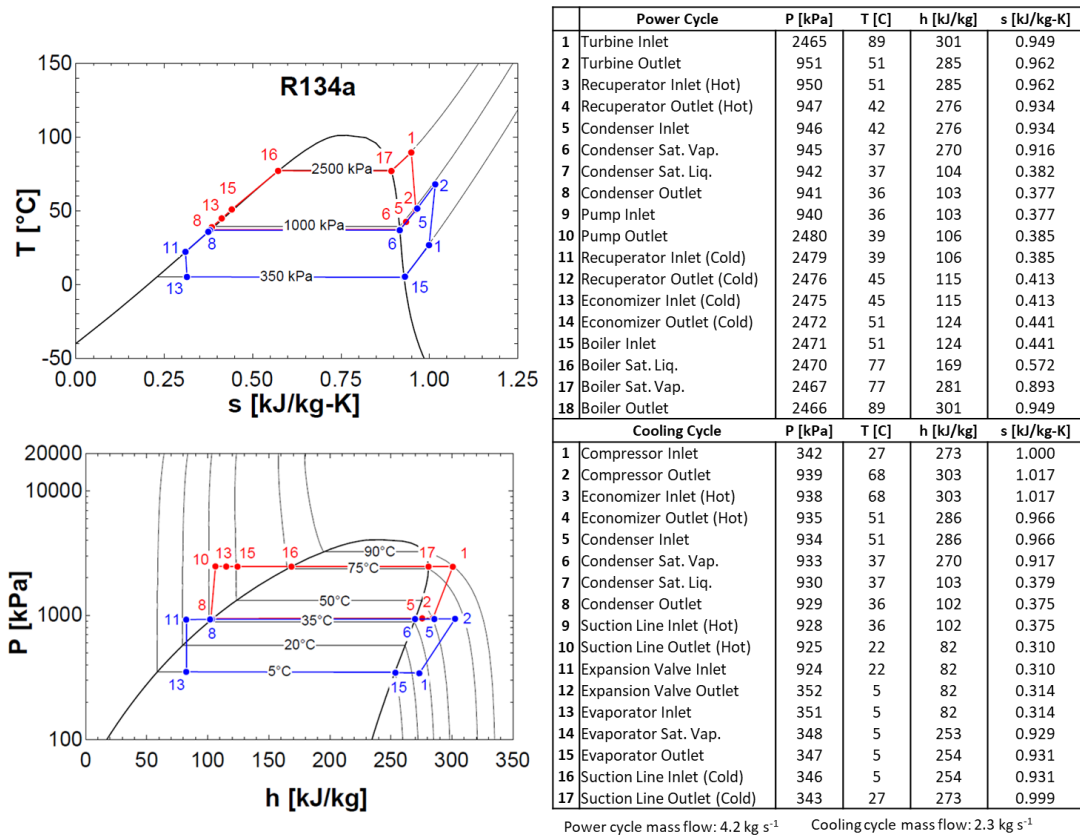 R134a
150
100
50
0
-50
T [°C]
0.00 0.25 0.50 0.75 1.00 1.25
s [kJ/kg-K]
2500 kPa
1000 kPa
350 kPa
16
17
1
15
13
8
2
5
6
2
5
6
8
11
1
13
15
20000
10000
1000
100
P [kPa]
0 50 100 150 200 250 300 350
h [kJ/kg]
90°C
75°C
50°C
35°C
20°C
5°C
10 13 15 16 17 1
8
5 2
11
8
6 5
2
13
15 1
Power Cycle P [kPa] T [C] h [kJ/kg] s [kJ/kg-K]
1 Turbine Inlet 2465 89 301 0.949
2 Turbine Outlet 951 51 285 0.962
3 Recuperator Inlet (Hot) 950 51 285 0.962
4 Recuperator Outlet (Hot) 947 42 276 0.934
5 Condenser Inlet 946 42 276 0.934
6 Condenser Sat. Vap. 945 37 270 0.916
7 Condenser Sat. Liq. 942 37 104 0.382
8 Condenser Outlet 941 36 103 0.377
9 Pump Inlet 940 36 103 0.377
10 Pump Outlet 2480 39 106 0.385
11 Recuperator Inlet (Cold) 2479 39 106 0.385
12 Recuperator Outlet (Cold) 2476 45 115 0.413
13 Economizer Inlet (Cold) 2475 45 115 0.413
14 Economizer Outlet (Cold) 2472 51 124 0.441
15 Boiler Inlet 2471 51 124 0.441
16 Boiler Sat. Liq. 2470 77 169 0.572
17 Boiler Sat. Vap. 2467 77 281 0.893
18 Boiler Outlet 2466 89 301 0.949
Cooling Cycle P [kPa] T [C] h [kJ/kg] s [kJ/kg-K]
1 Compressor Inlet 342 27 273 1.000
2 Compressor Outlet 939 68 303 1.017
3 Economizer Inlet (Hot) 938 68 303 1.017
4 Economizer Outlet (Hot) 935 51 286 0.966
5 Condenser Inlet 934 51 286 0.966
6 Condenser Sat. Vap. 933 37 270 0.917
7 Condenser Sat. Liq. 930 37 103 0.379
8 Condenser Outlet 929 36 102 0.375
9 Suction Line Inlet (Hot) 928 36 102 0.375
10 Suction Line Outlet (Hot) 925 22 82 0.310
11 Expansion Valve Inlet 924 22 82 0.310
12 Expansion Valve Outlet 352 5 82 0.314
13 Evaporator Inlet 351 5 82 0.314
14 Evaporator Sat. Vap. 348 5 253 0.929
15 Evaporator Outlet 347 5 254 0.931
16 Suction Line Inlet (Cold) 346 5 254 0.931
17 Suction Line Outlet (Cold) 343 27 273 0.999
Power cycle mass flow: 4.2 kg s⁻¹ Cooling cycle mass flow: 2.3 kg s⁻¹